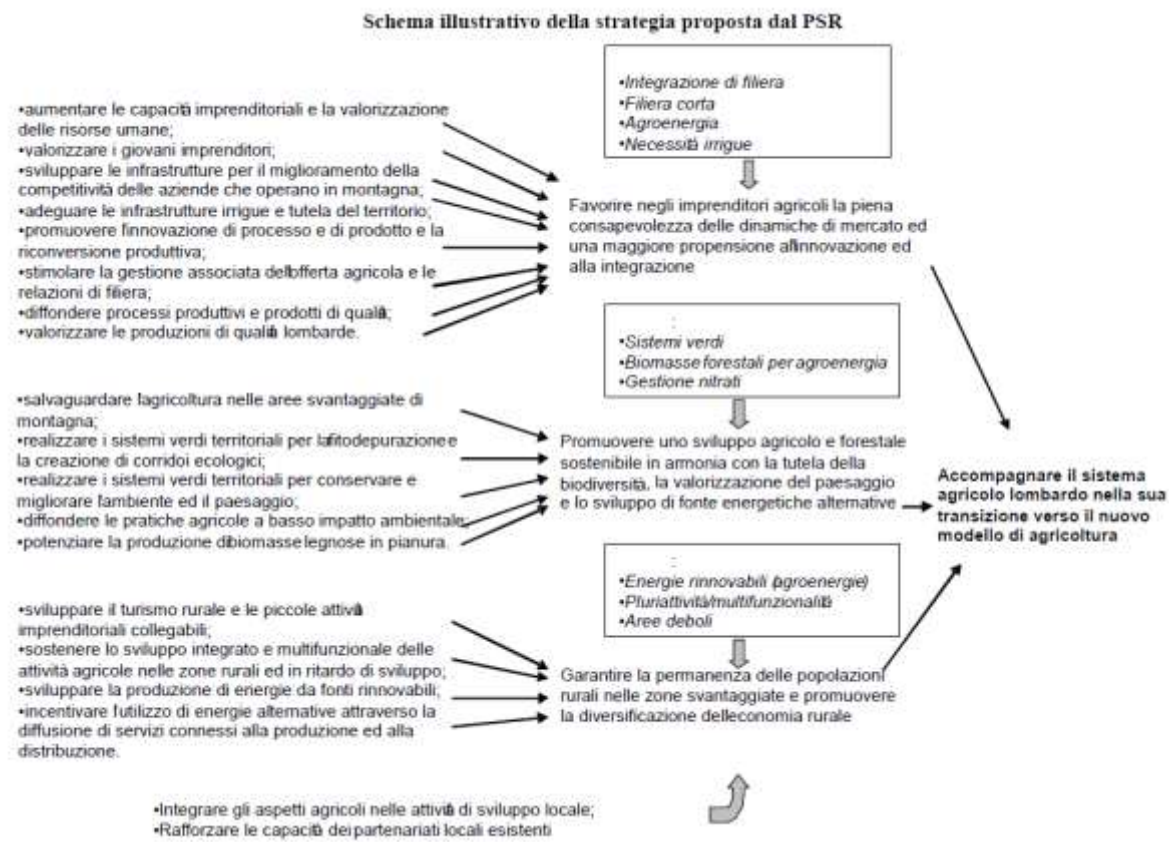 Schema illustrativo della strategia proposta dal PSR
•Integrazione di filiera
•Filiera corta
•Agroenergia
•Necessità irrigue
•aumentare le capacità imprenditoriali e la valorizzazione
delle risorse umane;
•valorizzare i giovani imprenditori;
•sviluppare le infrastrutture per il miglioramento della
competitività delle aziende che operano in montagna;
•adeguare le infrastrutture irrigue e tutela del territorio;
•promuovere l'innovazione di processo e di prodotto e la
riconversione produttiva;
•stimolare la gestione associata dell'offerta agricola e le
relazioni di filiera;
•diffondere processi produttivi e prodotti di qualità;
•valorizzare le produzioni di qualità lombarde.
Favorire negli imprenditori agricoli la piena
consapevolezza delle dinamiche di mercato ed
una maggiore propensione all'innovazione ed
alla integrazione
:
•Sistemi verdi
•Biomasse forestali per agroenergia
•Gestione nitrati
•salvaguardare l'agricoltura nelle aree svantaggiate di
montagna;
•realizzare i sistemi verdi territoriali per la fitodepurazione e
la creazione di corridoi ecologici;
•realizzare i sistemi verdi territoriali per conservare e
migliorare l'ambiente ed il paesaggio;
•diffondere le pratiche agricole a basso impatto ambientale;
•potenziare la produzione di biomasse legnose in pianura.
Promuovere uno sviluppo agricolo e forestale
sostenibile in armonia con la tutela della
biodiversità, la valorizzazione del paesaggio
e lo sviluppo di fonte energetiche alternative
Accompagnare il sistema
agricolo lombardo nella sua
transizione verso il nuovo
modello di agricoltura
:
•Energie rinnovabili (agroenergie)
•Pluriattività/multifunzionalità
•Aree deboli
•sviluppare il turismo rurale e le piccole attività
imprenditoriali collegabili;
•sostenere lo sviluppo integrato e multifunzionale delle
attività agricole nelle zone rurali ed in ritardo di sviluppo;
•sviluppare la produzione di energie da fonti rinnovabili;
•incentivare l'utilizzo di energie alternative attraverso la
diffusione di servizi connessi alla produzione ed alla
distribuzione.
Garantire la permanenza delle popolazioni
rurali nelle zone svantaggiate e promuovere
la diversificazione dell'economia rurale
•Integrare gli aspetti agricoli nelle attività di sviluppo locale;
•Rafforzare le capacità dei partenariati locali esistenti